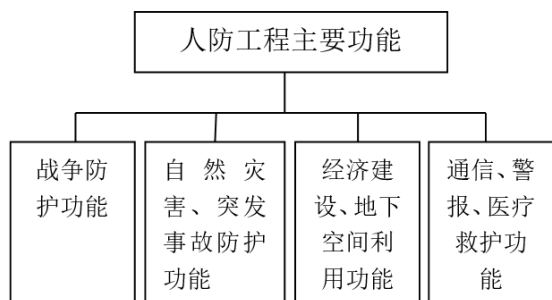 人防工程主要功能
战争防
护功能
自然灾
害、突发
事故防护
功能
经济建
设、地下
空间利
用功能
通信、警
报、医疗
救护功
能